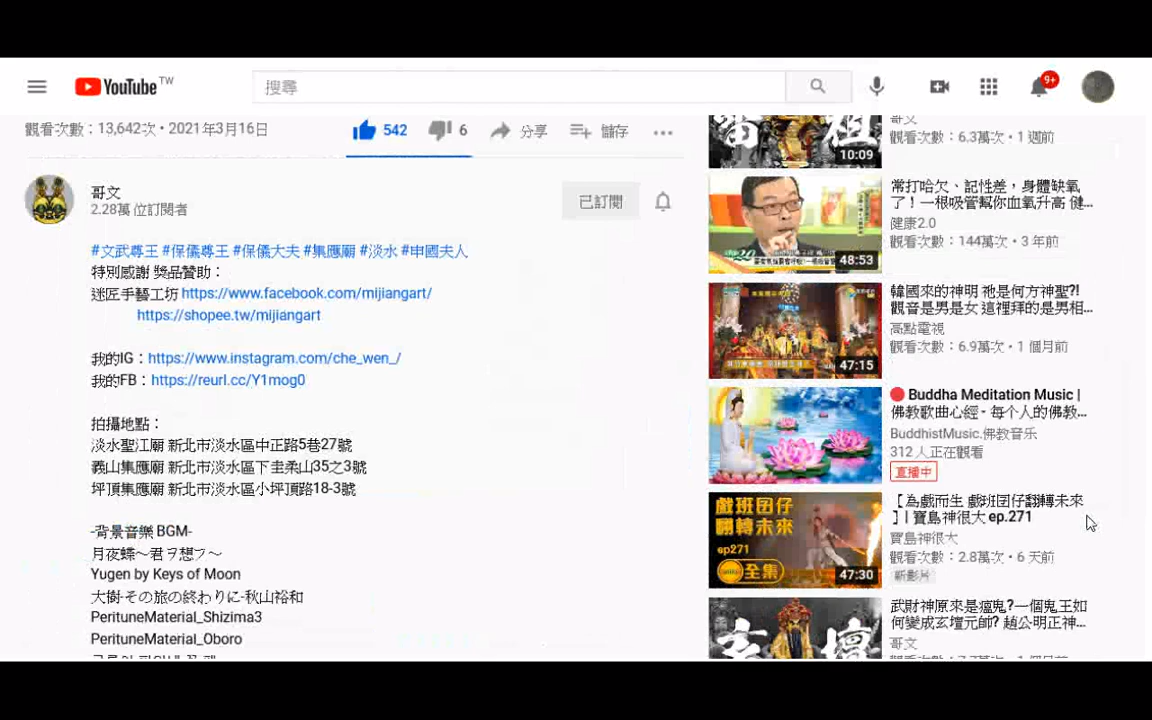 YouTube TW
搜尋
9+
觀看次數：13,642次 • 2021年3月16日
542
6
分享
儲存
哥文
2.28萬 位訂閱者
已訂閱
#文武尊王 #保儀尊王 #保儀大夫 #集應廟 #淡水 #申國夫人
特別感謝 獎品贊助：
迷匠手藝工坊 https://www.facebook.com/mijiangart/
https://shopee.tw/mijiangart
我的IG：https://www.instagram.com/che_wen_/
我的FB：https://reurl.cc/Y1mog0
拍攝地點：
淡水聖江廟 新北市淡水區中正路5巷27號
義山集應廟 新北市淡水區下圭柔山35之3號
坪頂集應廟 新北市淡水區小坪頂路18-3號
-背景音樂 BGM-
月夜蝶～君ヲ想フ～
Yugen by Keys of Moon
大樹-その旅の終わりに-秋山裕和
PerituneMaterial_Shizima3
PerituneMaterial_Oboro
10:09
哥文
觀看次數：6.3萬次 • 1 週前
48:53
常打哈欠、記性差，身體缺氧
了！一根吸管幫你血氧升高 健...
健康2.0
觀看次數：144萬次 • 3 年前
47:15
韓國來的神明 祂是何方神聖?!
觀音是男是女 這裡拜的是男相...
高點電視
觀看次數：6.9萬次 • 1 個月前
Buddha Meditation Music |
佛教歌曲心經 - 每个人的佛教...
BuddhistMusic.佛教音乐
312 人正在觀看
直播中
戲班囝仔
翻轉未來
ep271
全集
47:30
【為戲而生 戲班囝仔翻轉未來
】| 寶島神很大 ep.271
寶島神很大
觀看次數：2.8萬次 • 6 天前
新影片
玄壇
武財神原來是瘟鬼?一個鬼王如
何變成玄壇元帥? 趙公明正神...
哥文